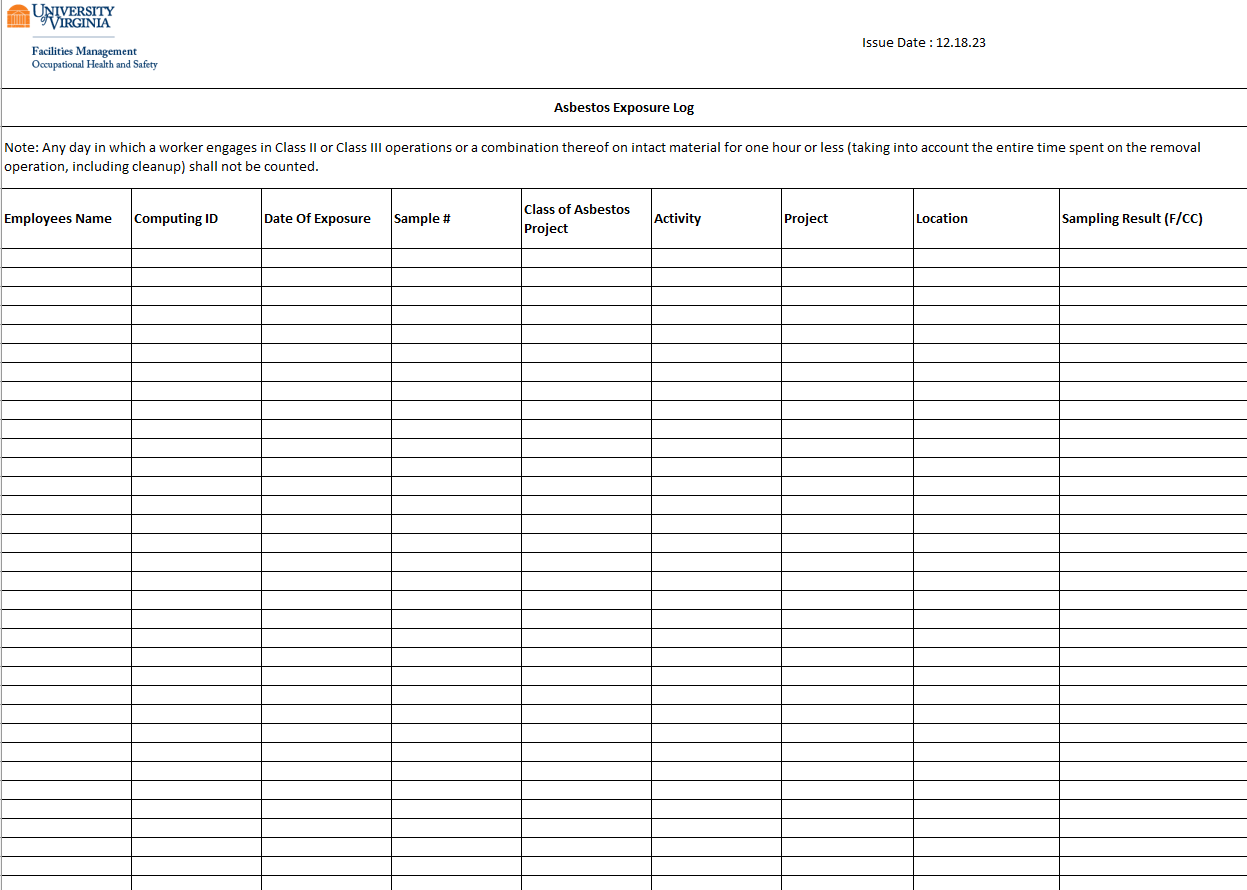 UNIVERSITY
of VIRGINIA
Facilities Management
Occupational Health and Safety
Issue Date : 12.18.23
Asbestos Exposure Log
Note: Any day in which a worker engages in Class II or Class III operations or a combination thereof on intact material for one hour or less (taking into account the entire time spent on the removal
operation, including cleanup) shall not be counted.
Employees Name
Computing ID
Date Of Exposure
Sample #
Class of Asbestos
Project
Activity
Project
Location
Sampling Result (F/CC)